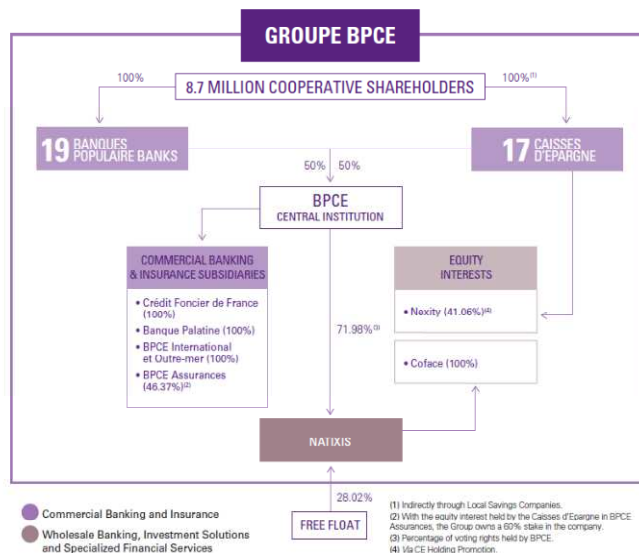 GROUPE BPCE
100%
8.7 MILLION COOPERATIVE SHAREHOLDERS
100%(1)
19 BANQUES
POPULAIRE BANKS
17 CAISSES
D'EPARGNE
50% 50%
BPCE
CENTRAL INSTITUTION
COMMERCIAL BANKING
& INSURANCE SUBSIDIARIES
• Crédit Foncier de France
(100%)
• Banque Palatine (100%)
• BPCE International
et Outre-mer (100%)
• BPCE Assurances
(46.37%)(2)
71.98%(3)
EQUITY
INTERESTS
• Nexity (41.06%)(4)
• Coface (100%)
NATIXIS
28.02%
FREE FLOAT
Commercial Banking and Insurance
Wholesale Banking, Investment Solutions
and Specialized Financial Services
(1) Indirectly through Local Savings Companies.
(2) With the equity interest held by the Caisses d'Epargne in BPCE
Assurances, the Group owns a 60% stake in the company.
(3) Percentage of voting rights held by BPCE.
(4) Via CE Holding Promotion.